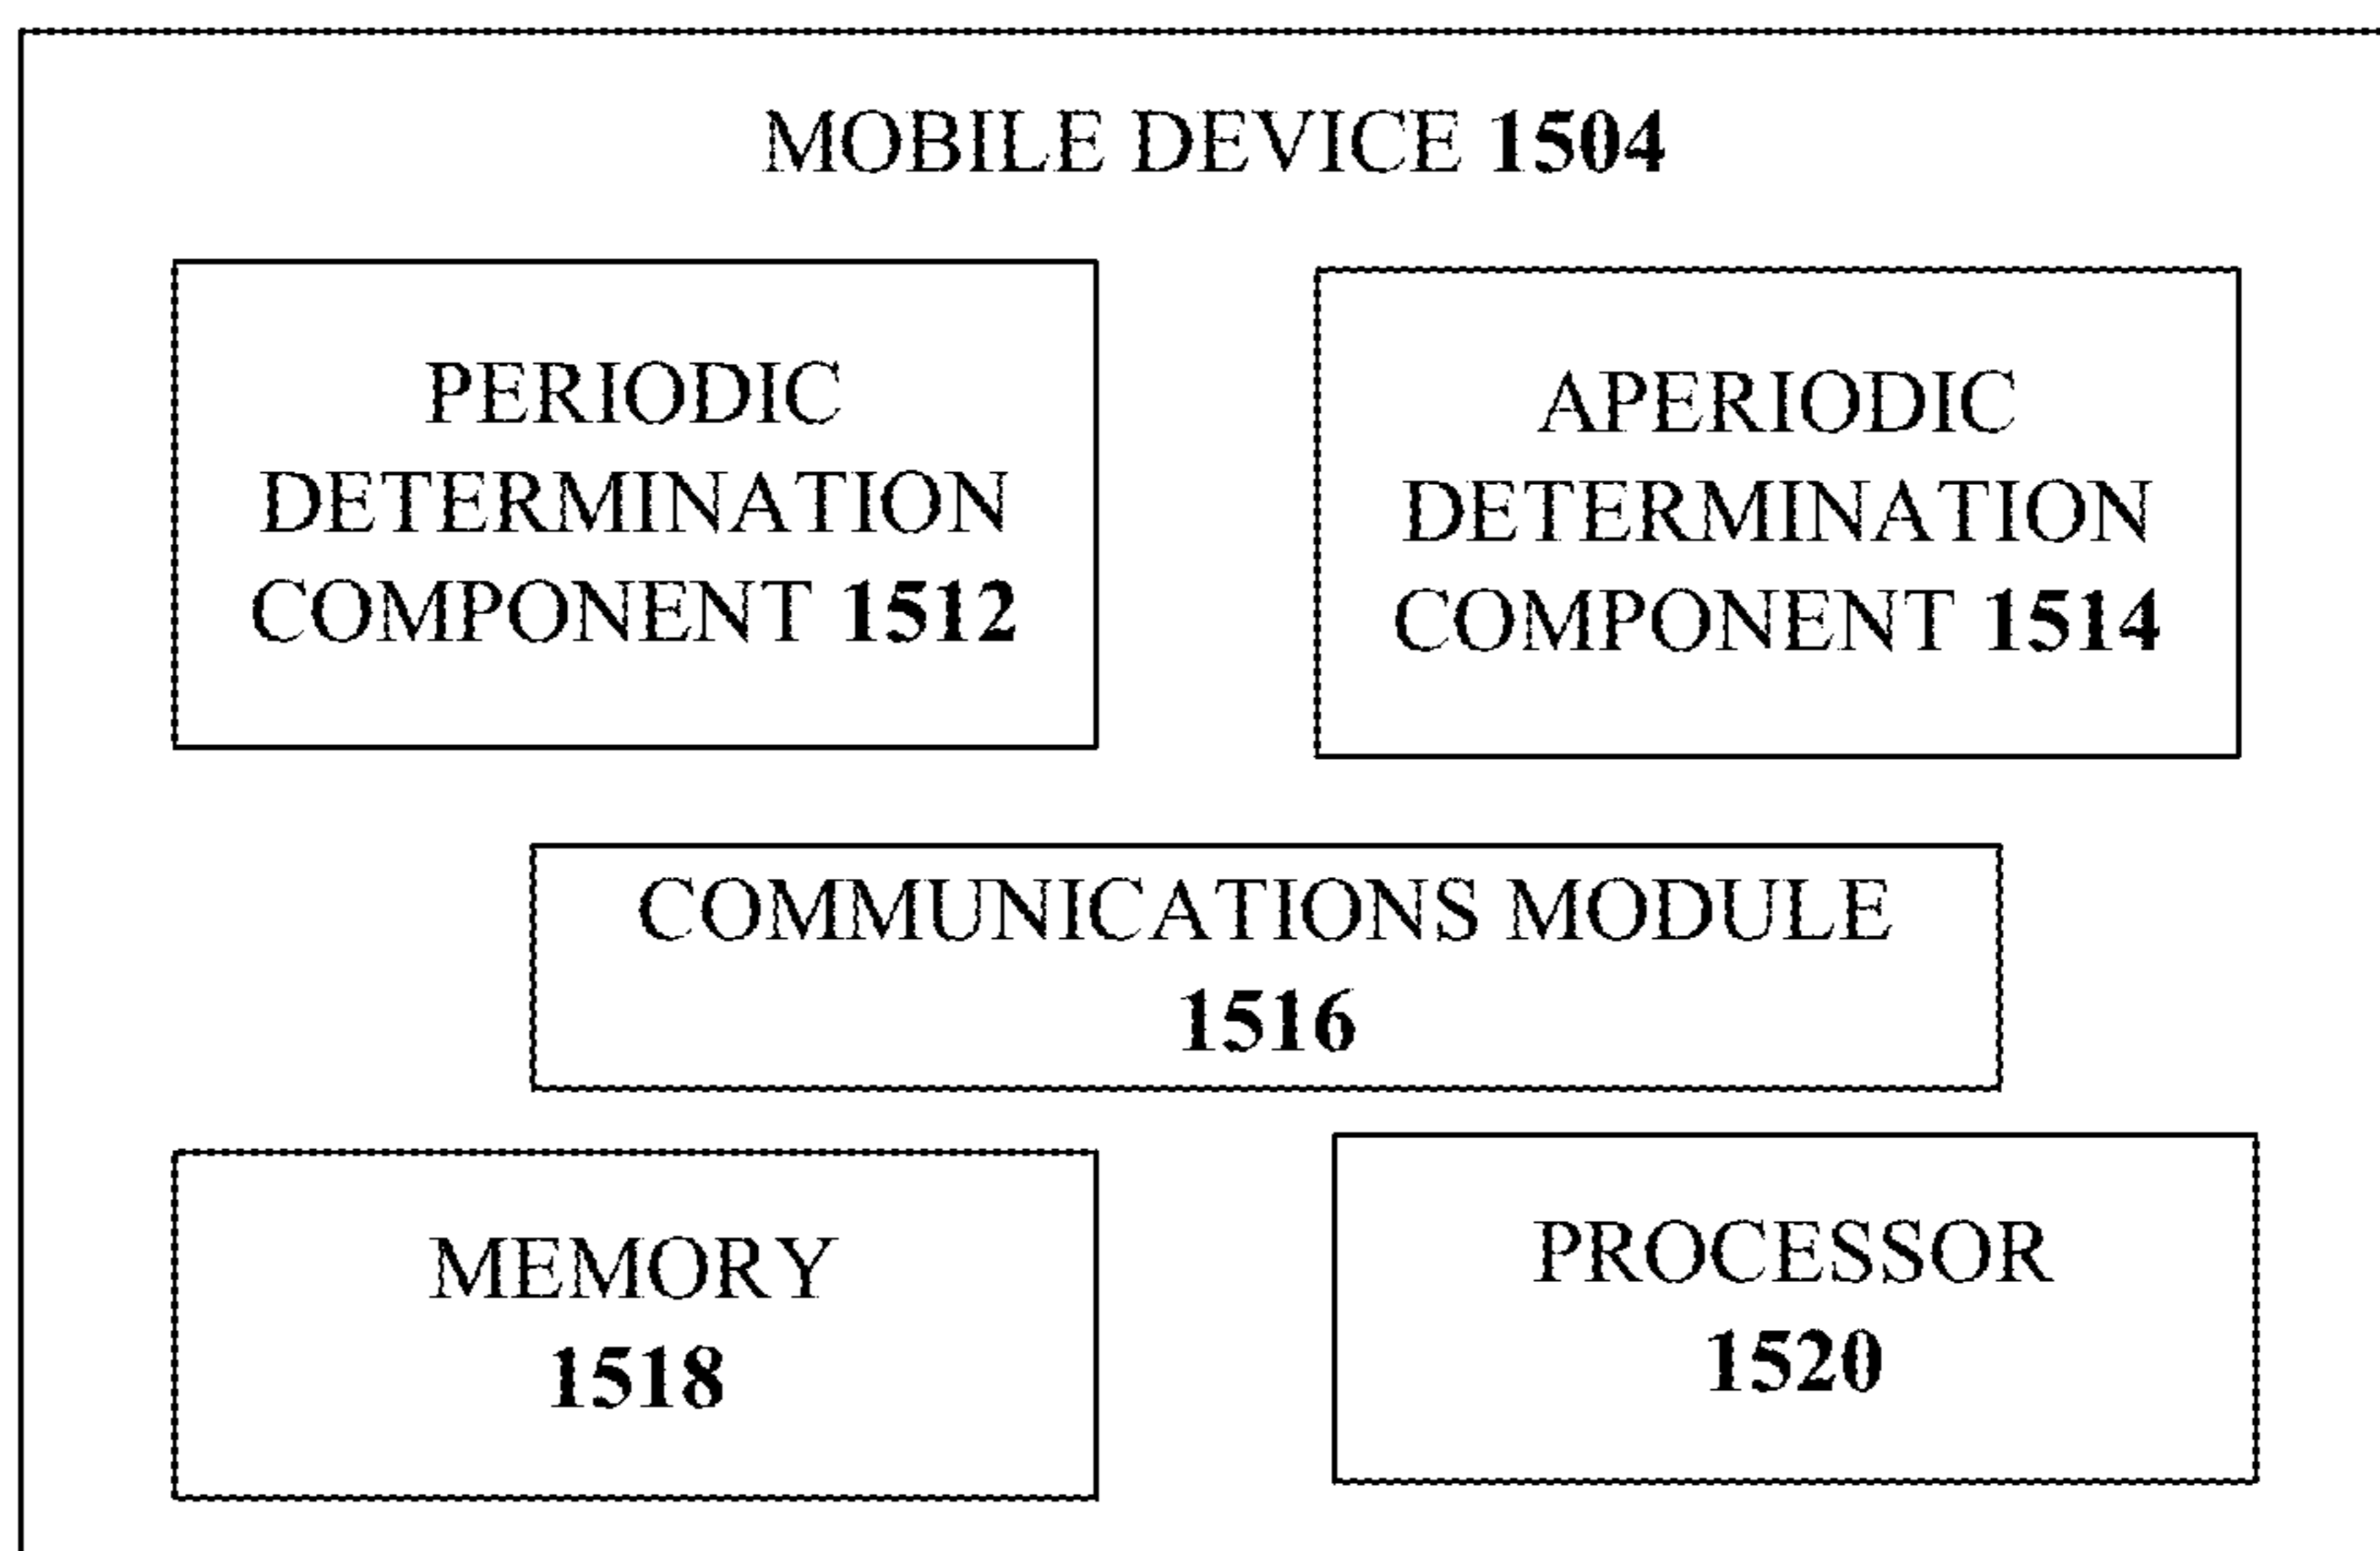 MOBILE DEVICE 1504
PERIODIC
DETERMINATION
COMPONENT 1512
APERIODIC
DETERMINATION
COMPONENT 1514
COMMUNICATIONS MODULE
1516
MEMORY
1518
PROCESSOR
1520